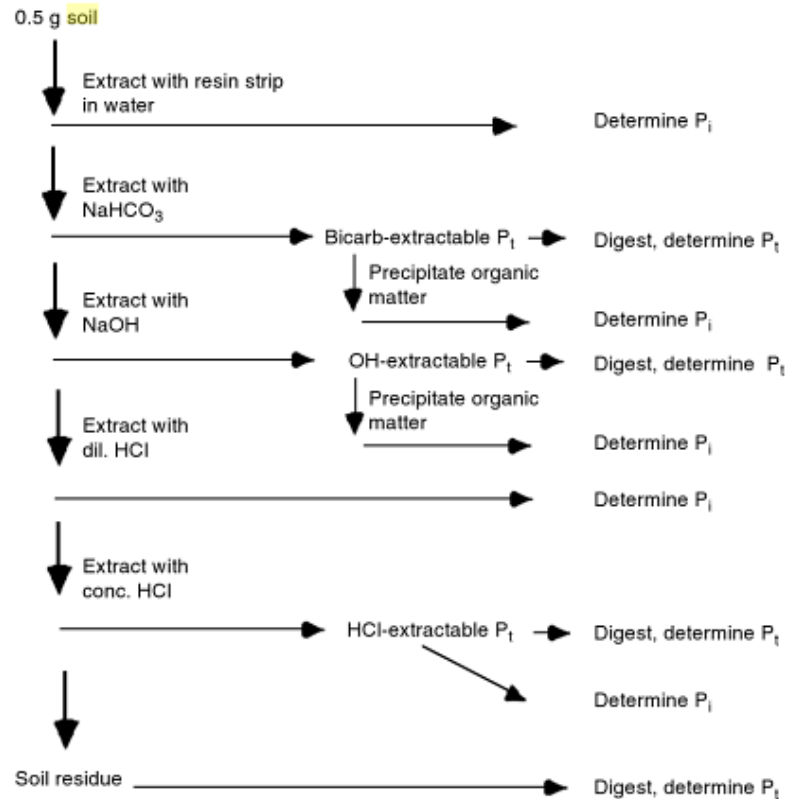 0.5 g soil
Extract with resin strip
in water
Determine Pᵢ
Extract with
NaHCO₃
Bicarb-extractable Pₜ
Digest, determine Pₜ
Precipitate organic
matter
Extract with
NaOH
Determine Pᵢ
OH-extractable Pₜ
Digest, determine Pₜ
Precipitate organic
matter
Extract with
dil. HCl
Determine Pᵢ
Determine Pᵢ
Extract with
conc. HCl
HCl-extractable Pₜ
Digest, determine Pₜ
Determine Pᵢ
Soil residue
Digest, determine Pₜ